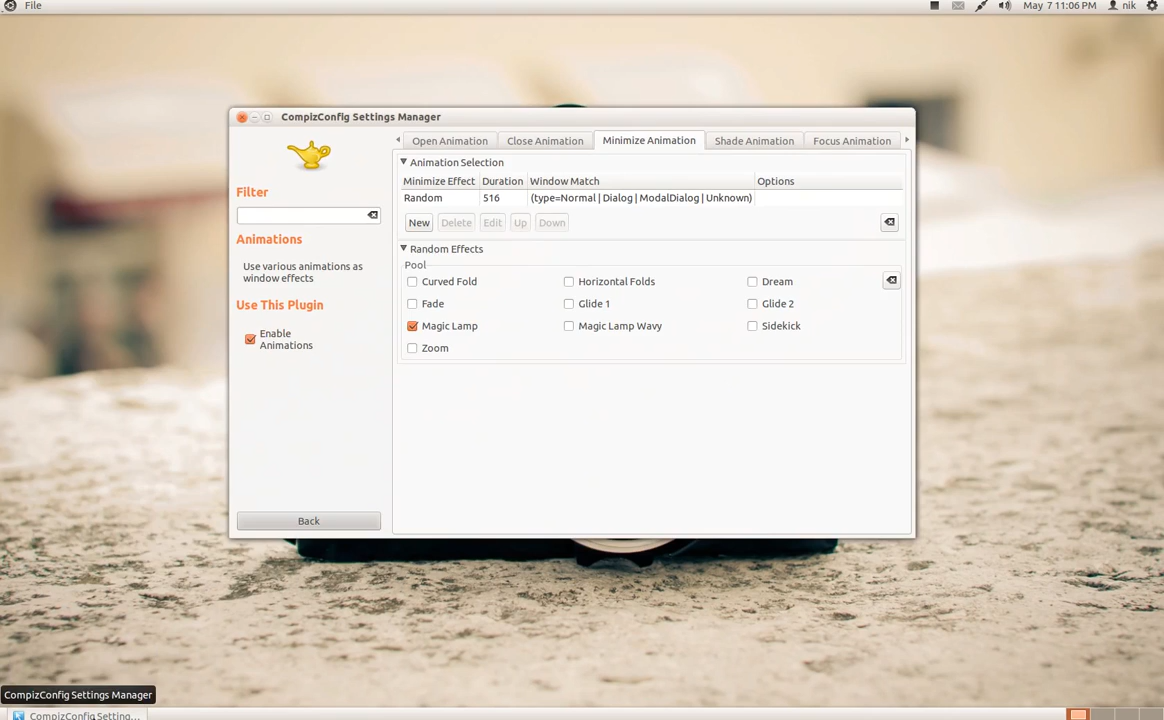 File
May 7 11:06 PM
nik
CompizConfig Settings Manager
Open Animation
Close Animation
Minimize Animation
Shade Animation
Focus Animation
Filter
Animations
Use various animations as
window effects
Use This Plugin
Enable
Animations
Back
Animation Selection
Minimize Effect Duration Window Match Options
Random 516 (type=Normal | Dialog | ModalDialog | Unknown)
New Delete Edit Up Down
Random Effects
Pool
Curved Fold Horizontal Folds Dream
Fade Glide 1 Glide 2
Magic Lamp Magic Lamp Wavy Sidekick
Zoom
CompizConfig Settings Manager
CompizConfig Setting...